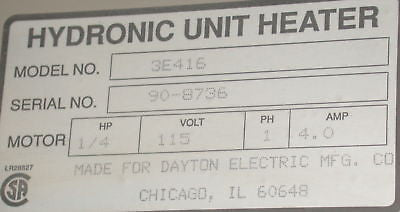 HYDRONIC UNIT HEATER
MODEL NO. 3E416
SERIAL NO. 90-8736
HP VOLT PH AMP
MOTOR 1/4 115 1 4.0
LR28827
MADE FOR DAYTON ELECTRIC MFG. CO
CHICAGO, IL 60648